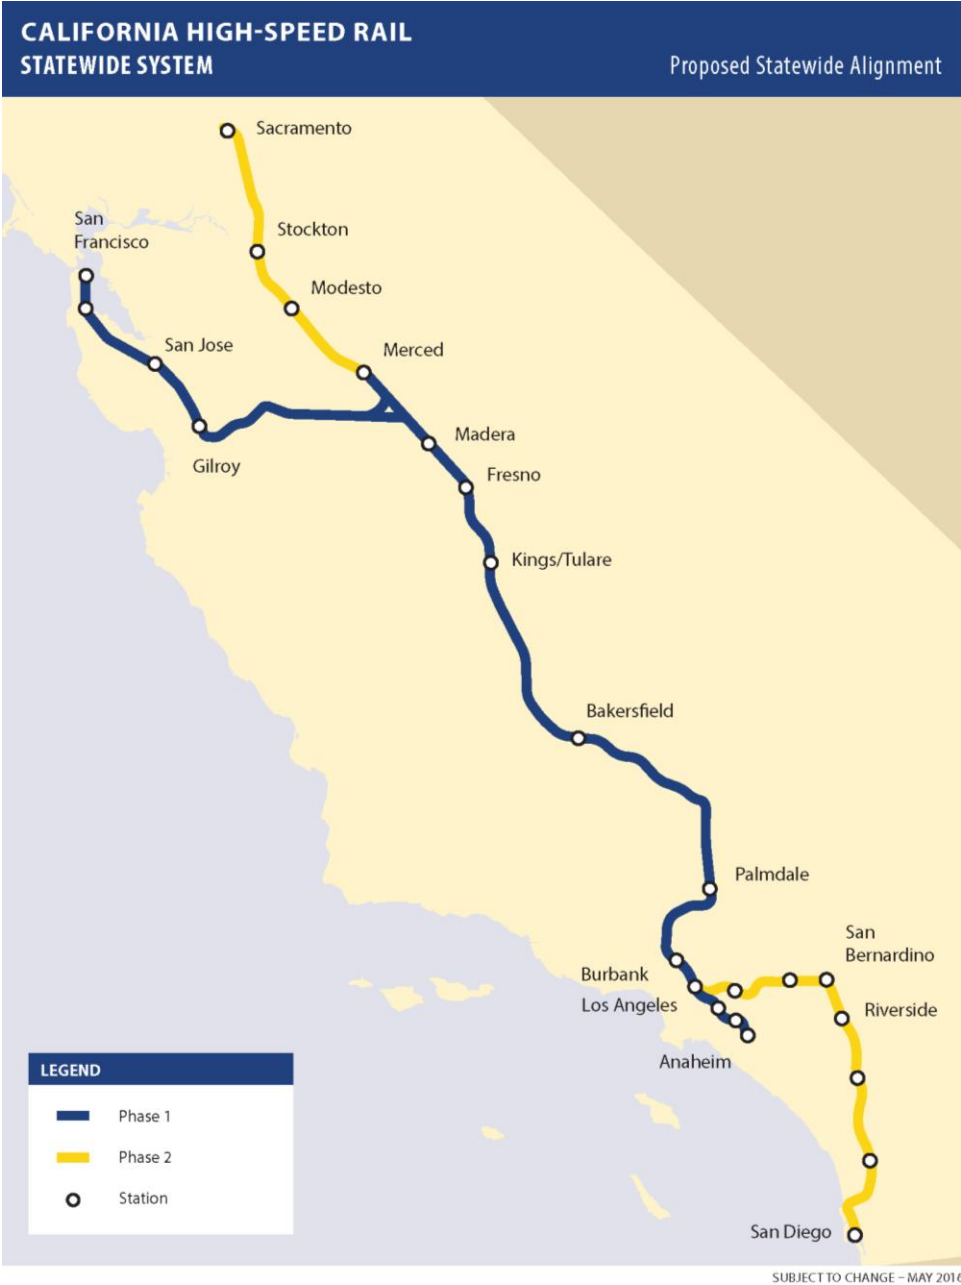 CALIFORNIA HIGH-SPEED RAIL
STATEWIDE SYSTEM
Proposed Statewide Alignment
Sacramento
San
Francisco
Stockton
Modesto
San Jose
Merced
Madera
Gilroy
Fresno
Kings/Tulare
Bakersfield
Palmdale
San
Bernardino
Burbank
Los Angeles
Riverside
Anaheim
LEGEND
Phase 1
Phase 2
Station
San Diego
SUBJECT TO CHANGE – MAY 2016